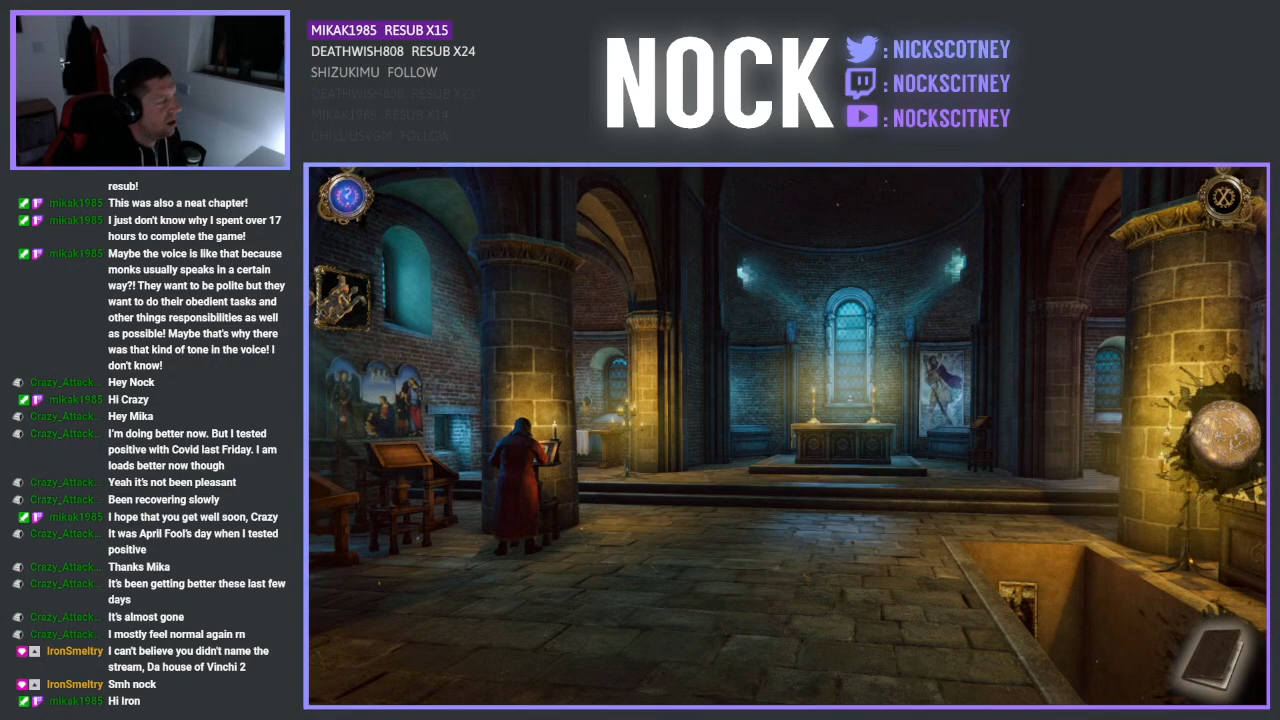 MIKAK1985 RESUB X15
DEATHWISH808 RESUB X24
SHIZUKIMU FOLLOW
DEATHWISH808 RESUB X23
MIKAK1985 RESUB X14
CHILLIUSVGM FOLLOW
NOCK
: NICKSCOTNEY
: NOCKSCITNEY
: NOCKSCITNEY
resub!
mikak1985 This was also a neat chapter!
mikak1985 I just don't know why I spent over 17
hours to complete the game!
mikak1985 Maybe the voice is like that because
monks usually speaks in a certain
way?! They want to be polite but they
want to do their obedient tasks and
other things responsibilities as well
as possible! Maybe that's why there
was that kind of tone in the voice! I
don't know!
Crazy_Attack... Hey Nock
mikak1985 Hi Crazy
Crazy_Attack... Hey Mika
Crazy_Attack... I'm doing better now. But I tested
positive with Covid last Friday. I am
loads better now though
Crazy_Attack... Yeah it's not been pleasant
Crazy_Attack... Been recovering slowly
mikak1985 I hope that you get well soon, Crazy
Crazy_Attack... It was April Fool's day when I tested
positive
Crazy_Attack... Thanks Mika
Crazy_Attack... It's been getting better these last few
days
Crazy_Attack... It's almost gone
Crazy_Attack... I mostly feel normal again rn
IronSmeltry I can't believe you didn't name the
stream, Da house of Vinchi 2
IronSmeltry Smh nock
mikak1985 Hi Iron